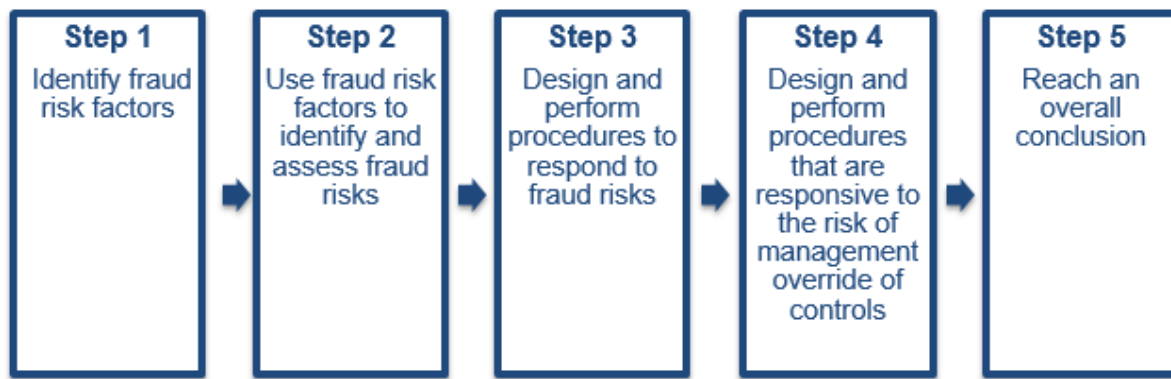 Step 1
Identify fraud
risk factors
Step 2
Use fraud risk
factors to
identify and
assess fraud
risks
Step 3
Design and
perform
procedures to
respond to
fraud risks
Step 4
Design and
perform
procedures
that are
responsive to
the risk of
management
override of
controls
Step 5
Reach an
overall
conclusion